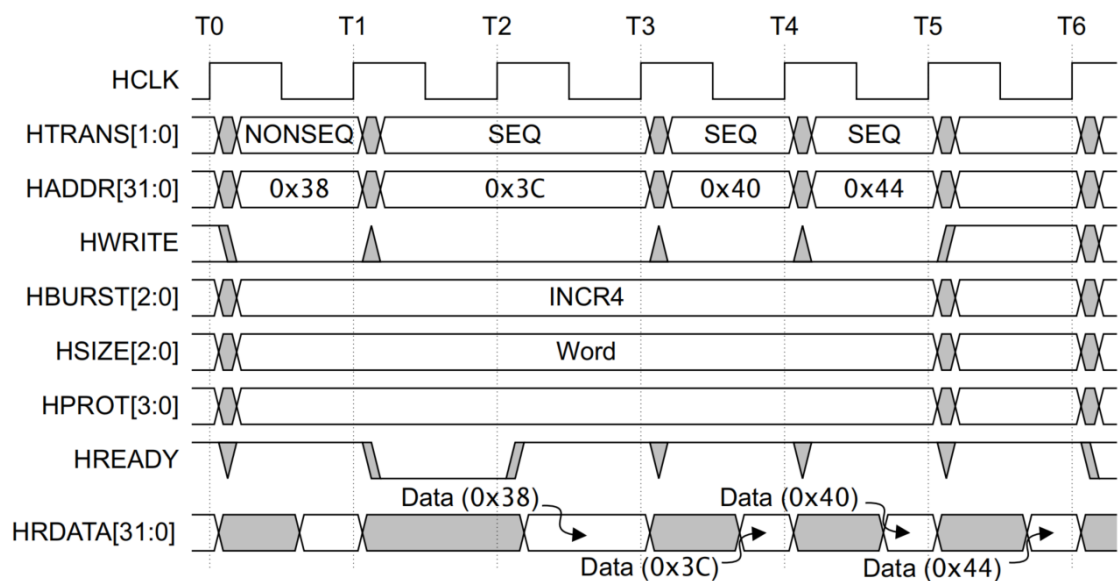 T0 T1 T2 T3 T4 T5 T6
HCLK
HTRANS[1:0] NONSEQ SEQ SEQ SEQ
HADDR[31:0] 0x38 0x3C 0x40 0x44
HWRITE
HBURST[2:0] INCR4
HSIZE[2:0] Word
HPROT[3:0]
HREADY
Data (0x38) Data (0x40)
HRDATA[31:0]
Data (0x3C) Data (0x44)